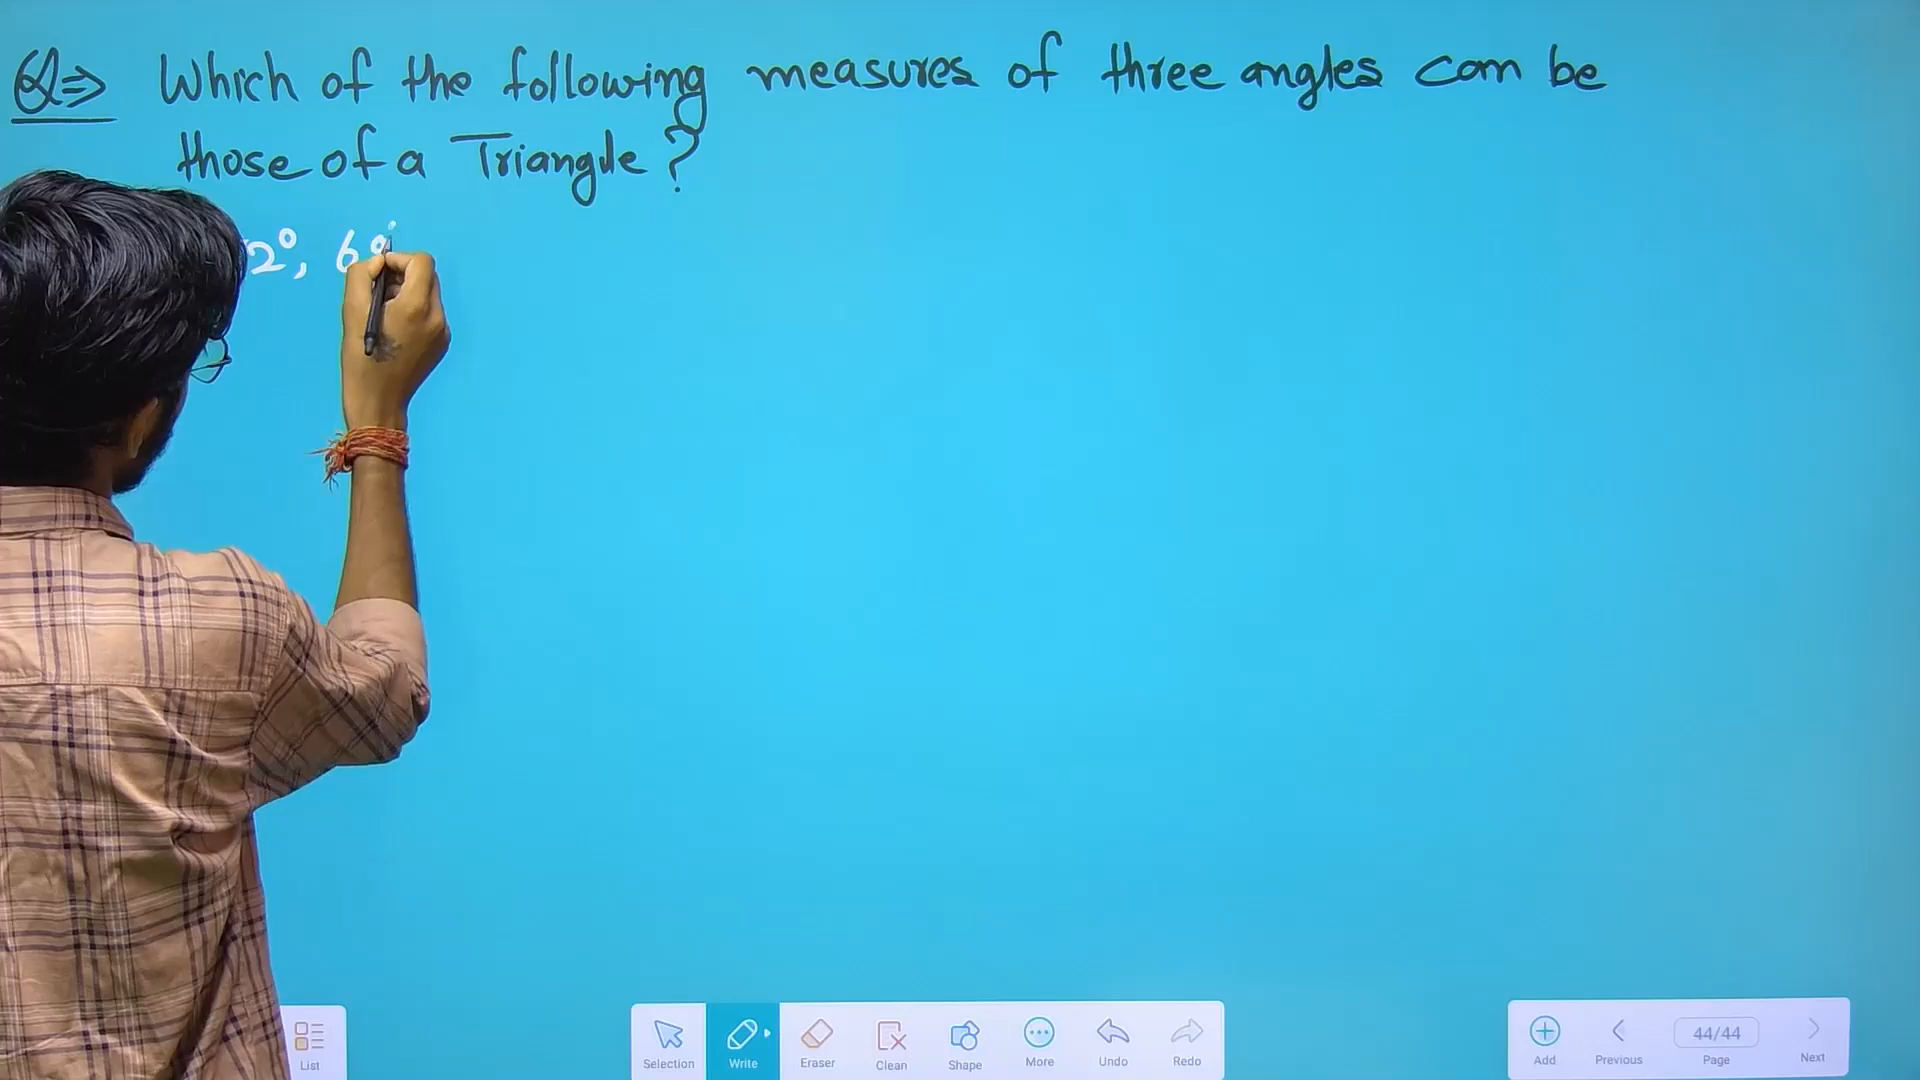 Q⇒ Which of the following measures of three angles can be
those of a Triangle?
2°, 6
List
Selection Write Eraser Clean Shape More Undo Redo
Add Previous 44/44 Page Next